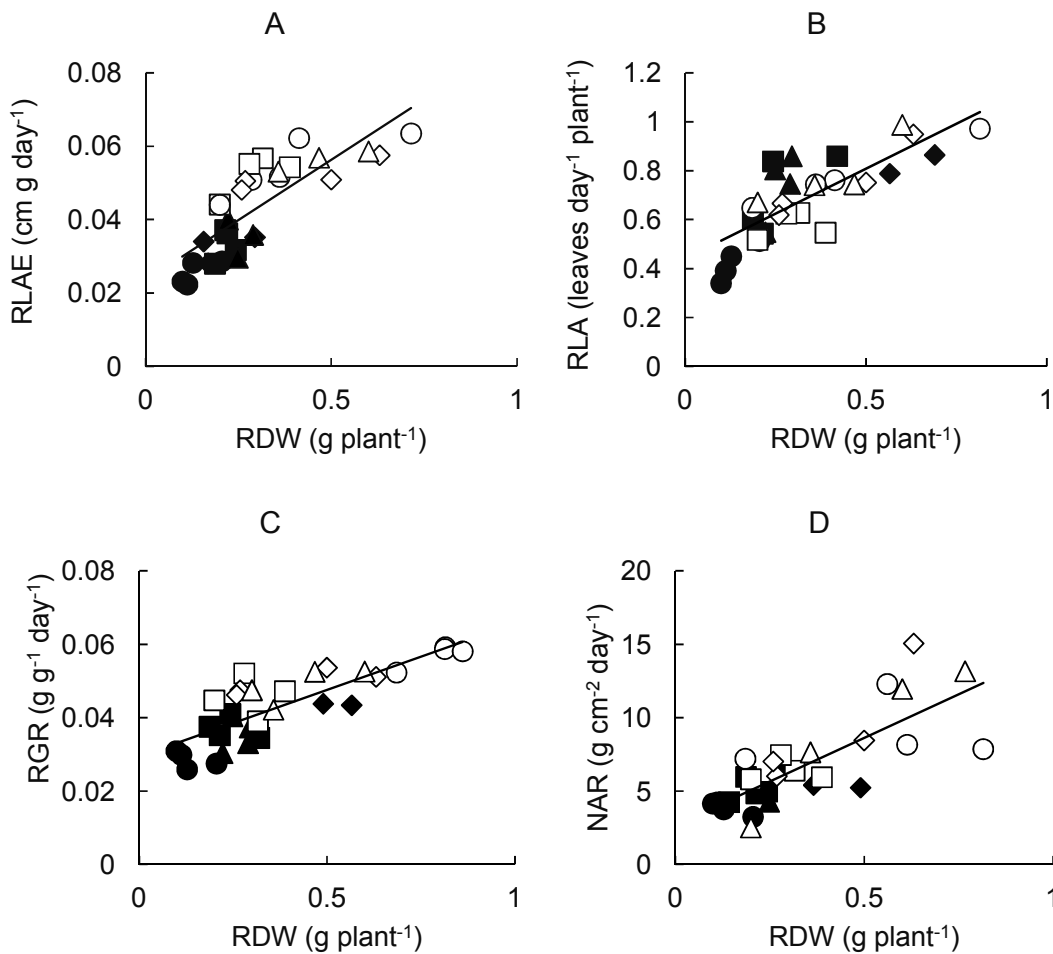 A
B
RLAE (cm g day⁻¹)
0.08
0.06
0.04
0.02
0
0
0.5
1
RDW (g plant⁻¹)
RLA (leaves day⁻¹ plant⁻¹)
1.2
1
0.8
0.6
0.4
0.2
0
0
0.5
1
RDW (g plant⁻¹)
C
D
RGR (g g⁻¹ day⁻¹)
0.08
0.06
0.04
0.02
0
0
0.5
1
RDW (g plant⁻¹)
NAR (g cm⁻² day⁻¹)
20
15
10
5
0
0
0.5
1
RDW (g plant⁻¹)